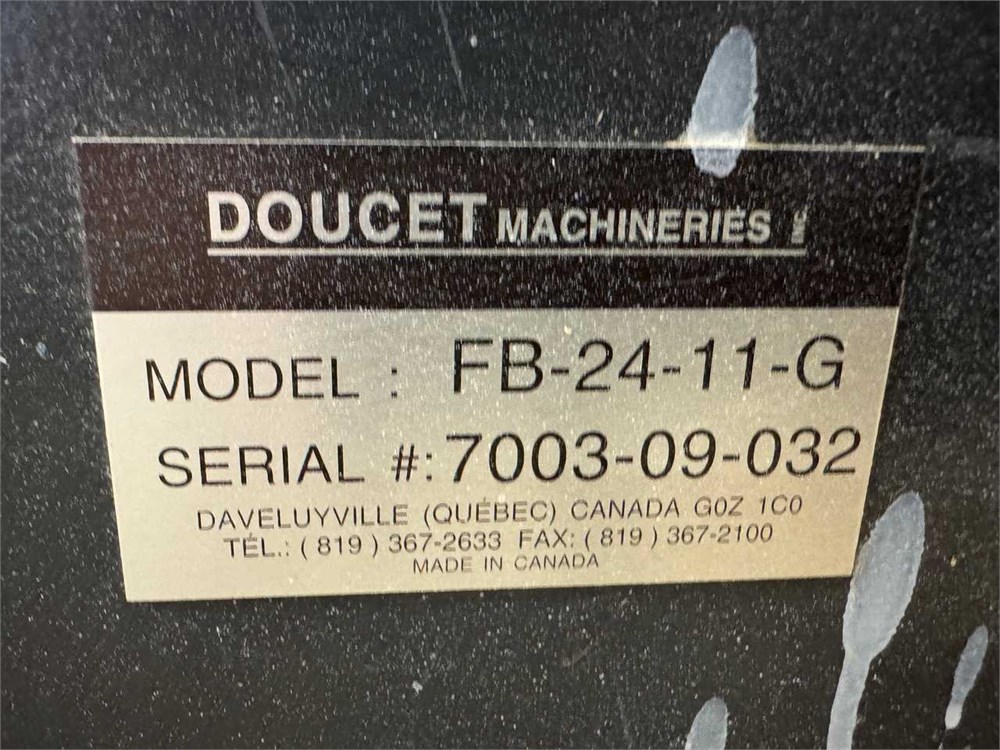 DOUCET MACHINERIES INC.
MODEL : FB-24-11-G
SERIAL #: 7003-09-032
DAVELUYVILLE (QUÉBEC) CANADA G0Z 1C0
TÉL.: ( 819 ) 367-2633 FAX: ( 819 ) 367-2100
MADE IN CANADA